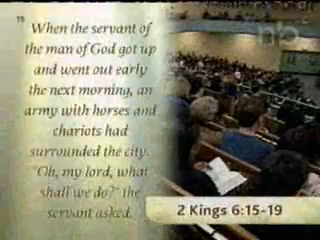 15
When the servant of
the man of God got up
and went out early
the next morning, an
army with horses and
chariots had
surrounded the city.
"Oh, my lord, what
shall we do?" the
servant asked.
2 Kings 6:15-19